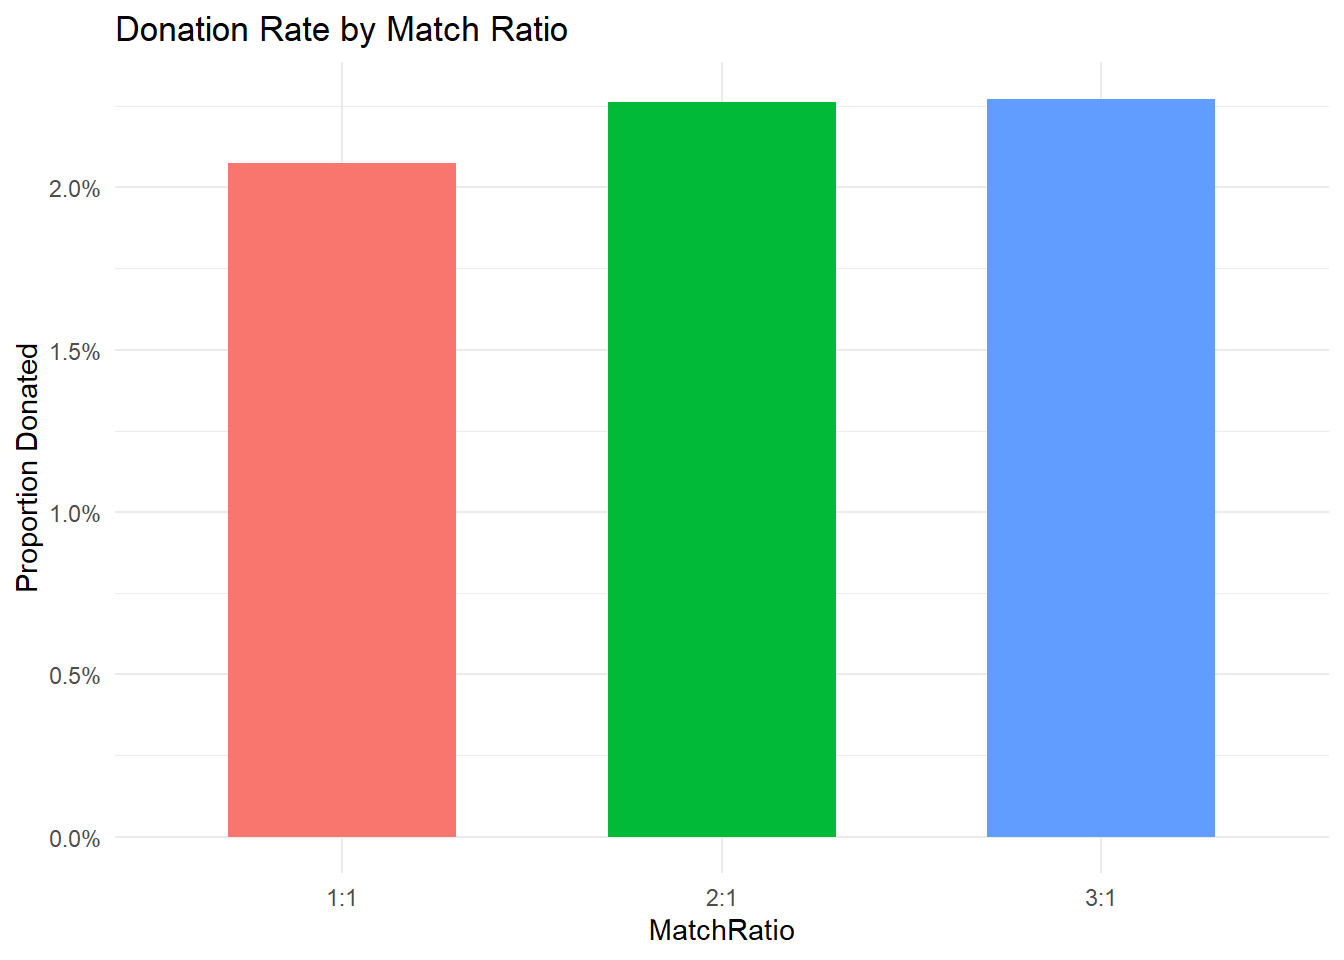 Donation Rate by Match Ratio
Proportion Donated
2.0%
1.5%
1.0%
0.5%
0.0%
1:1
2:1
3:1
MatchRatio